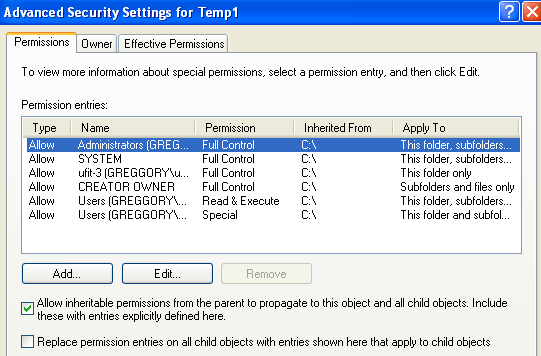 Advanced Security Settings for Temp1
Permissions Owner Effective Permissions
To view more information about special permissions, select a permission entry, and then click Edit.
Permission entries:
Type Name Permission Inherited From Apply To
Allow Administrators (GREG... Full Control C:\ This folder, subfolders...
Allow SYSTEM Full Control C:\ This folder, subfolders...
Allow ufit-3 (GREGGORY\u... Full Control C:\ This folder only
Allow CREATOR OWNER Full Control C:\ Subfolders and files only
Allow Users (GREGGORY\... Read & Execute C:\ This folder, subfolders...
Allow Users (GREGGORY\... Special C:\ This folder and subfol...
Add... Edit... Remove
Allow inheritable permissions from the parent to propagate to this object and all child objects. Include
these with entries explicitly defined here.
Replace permission entries on all child objects with entries shown here that apply to child objects